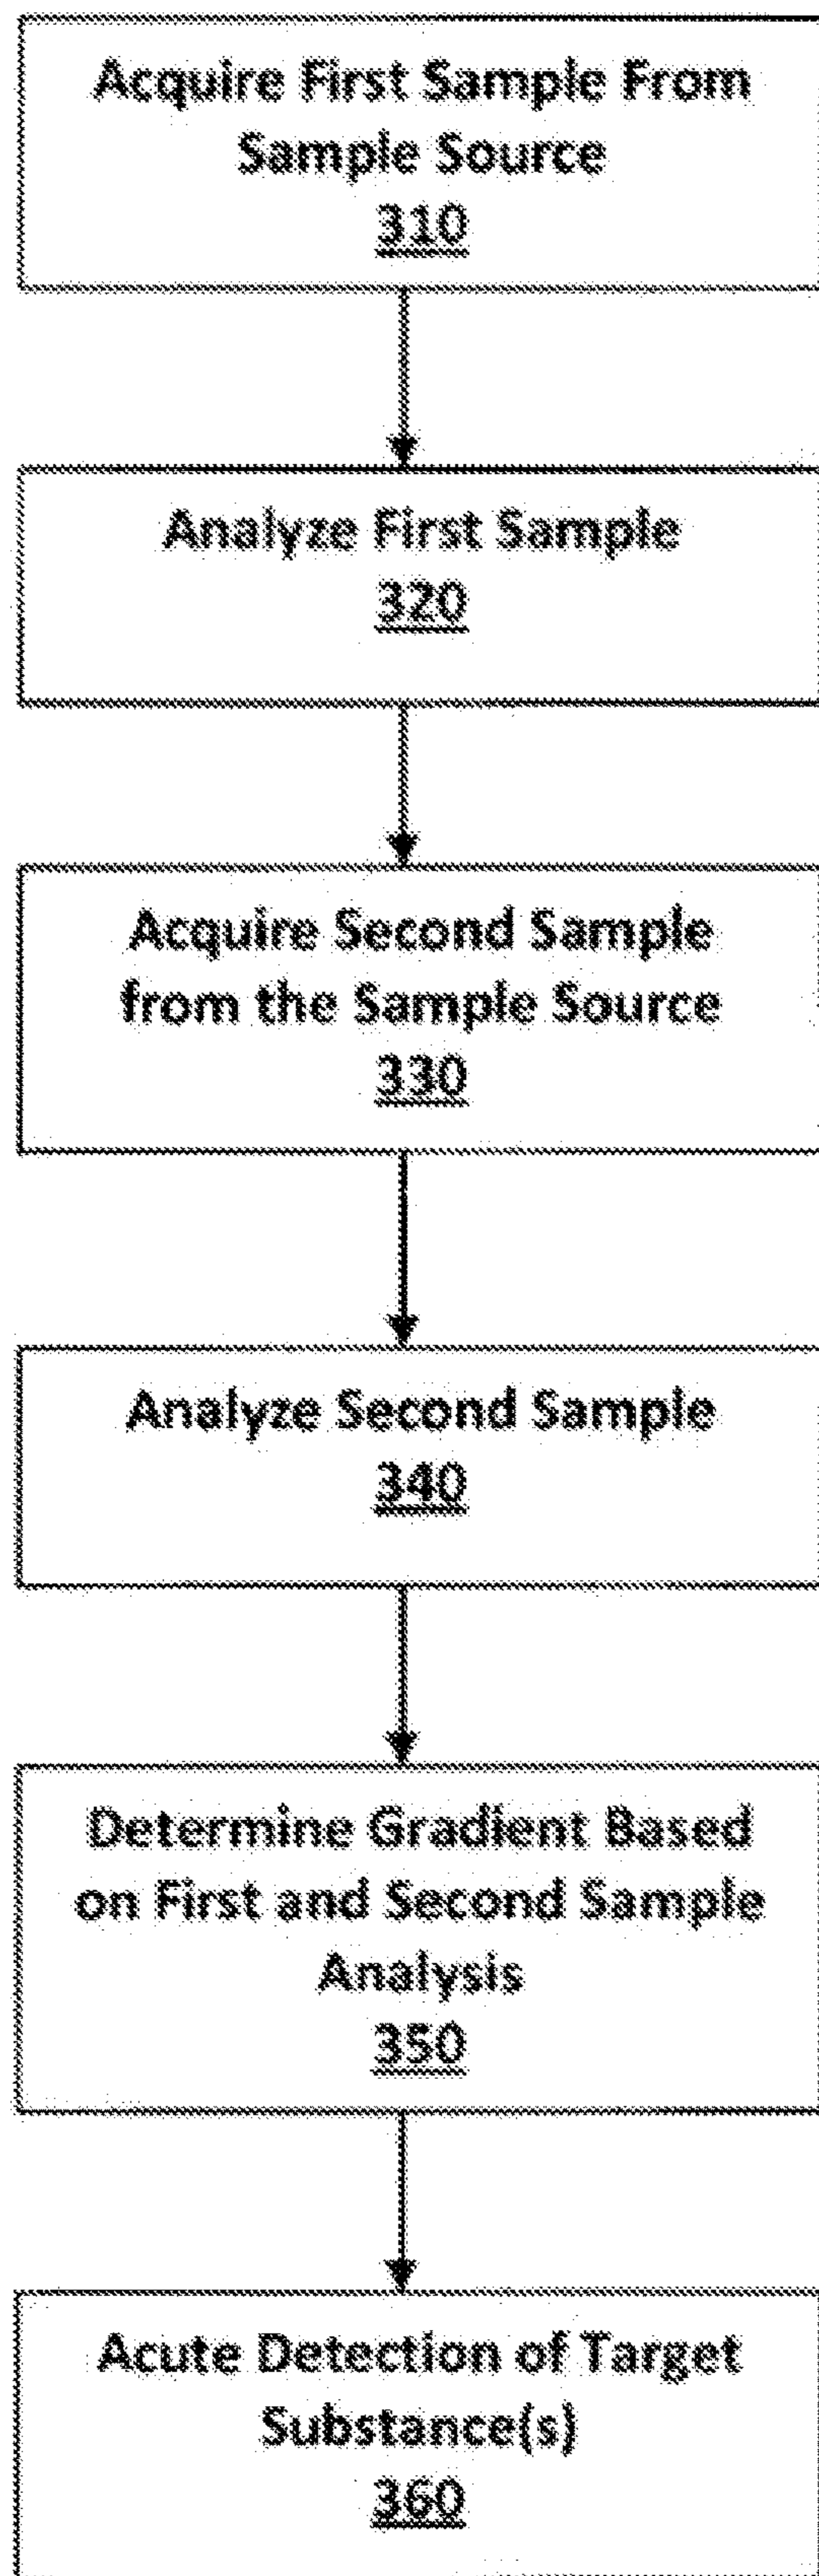 Acquire First Sample From
Sample Source
310
Analyze First Sample
320
Acquire Second Sample
from the Sample Source
330
Analyze Second Sample
340
Determine Gradient Based
on First and Second Sample
Analysis
350
Acute Detection of Target
Substance(s)
360